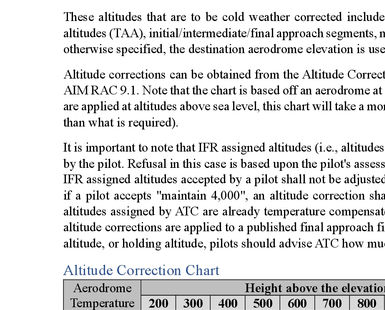 These altitudes that are to be cold weather corrected include
altitudes (TAA), initial/intermediate/final approach segments,
otherwise specified, the destination aerodrome elevation is use
Altitude corrections can be obtained from the Altitude Correct
AIM RAC 9.1. Note that the chart is based off an aerodrome at
are applied at altitudes above sea level, this chart will take a mo
than what is required).
It is important to note that IFR assigned altitudes (i.e., altitudes
by the pilot. Refusal in this case is based upon the pilot's assess
IFR assigned altitudes accepted by a pilot shall not be adjusted
if a pilot accepts "maintain 4,000", an altitude correction sha
altitudes assigned by ATC are already temperature compensat
altitude corrections are applied to a published final approach fi
altitude, or holding altitude, pilots should advise ATC how mu
Altitude Correction Chart
Aerodrome Height above the elevation
Temperature 200 300 400 500 600 700 800